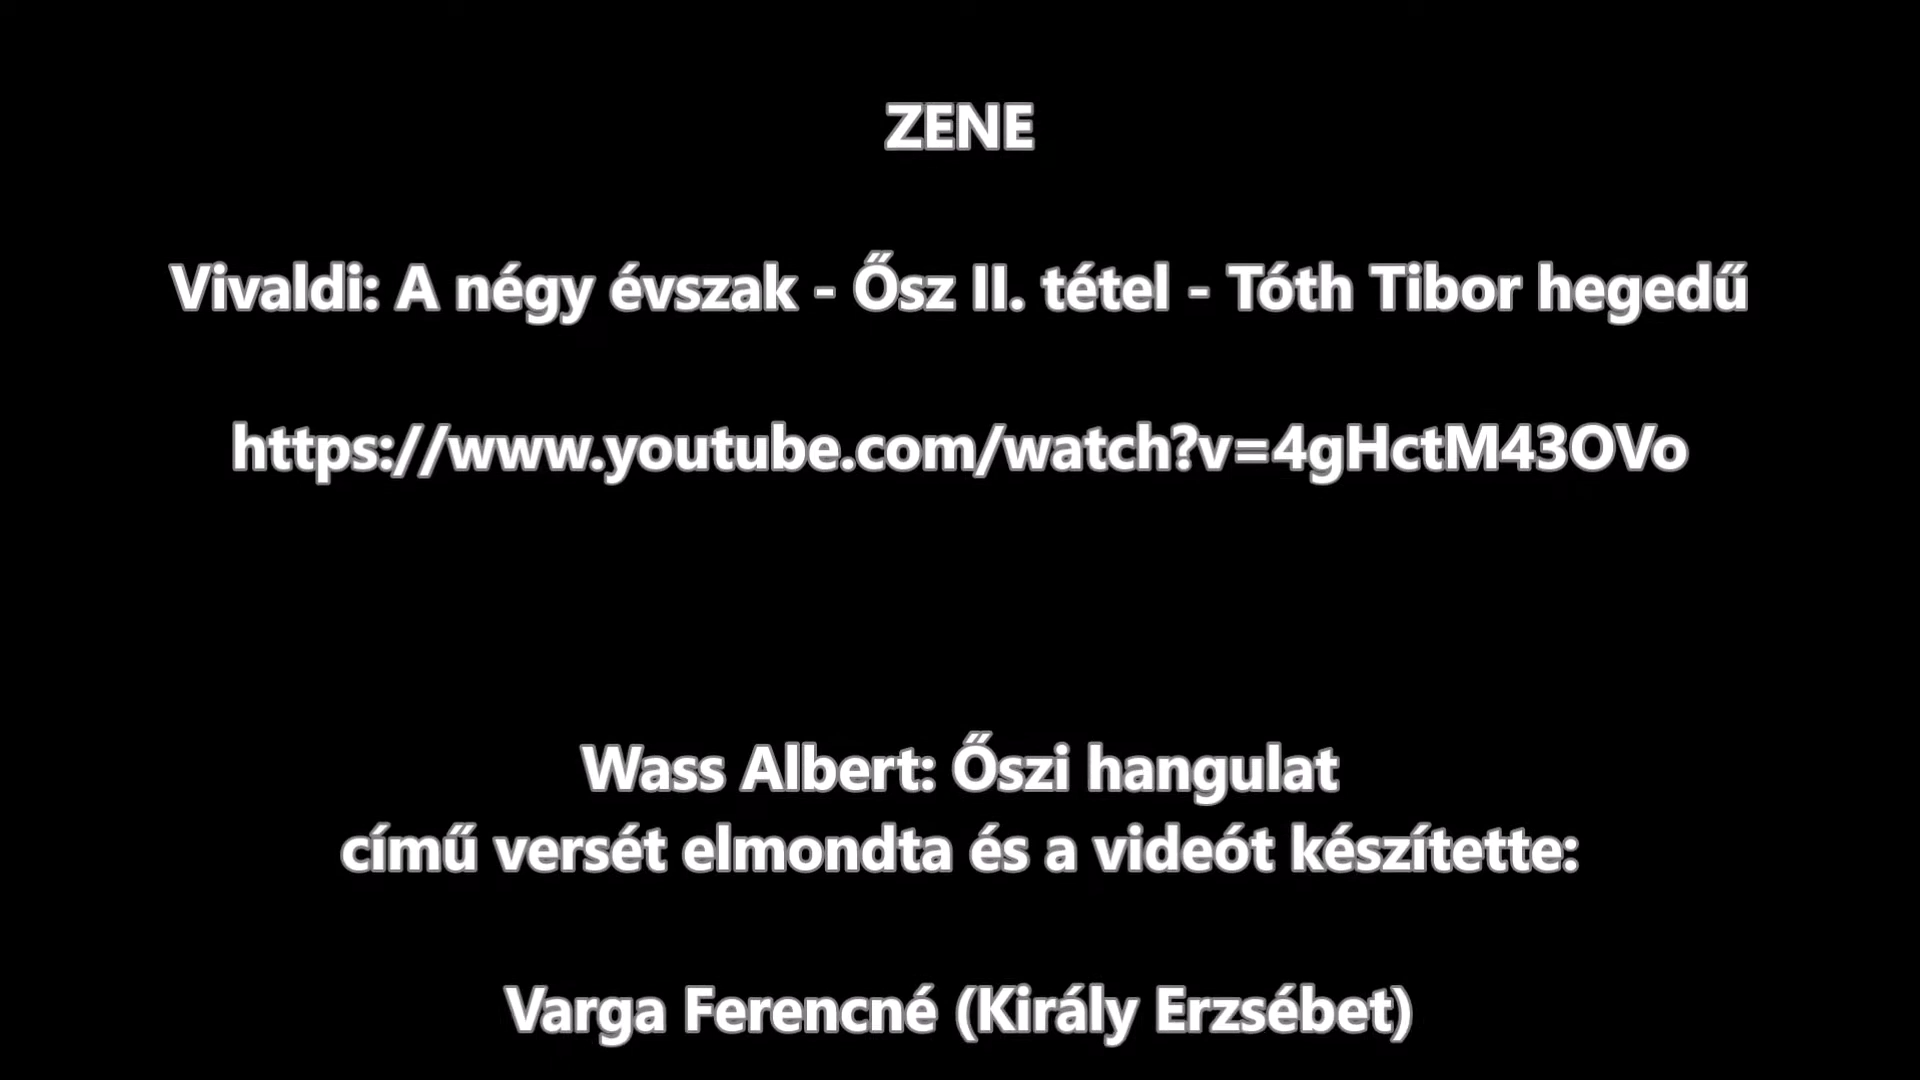 ZENE
Vivaldi: A négy évszak - Ősz II. tétel - Tóth Tibor hegedű
https://www.youtube.com/watch?v=4gHctM43OVo
Wass Albert: Őszi hangulat
című versét elmondta és a videót készítette:
Varga Ferencné (Király Erzsébet)